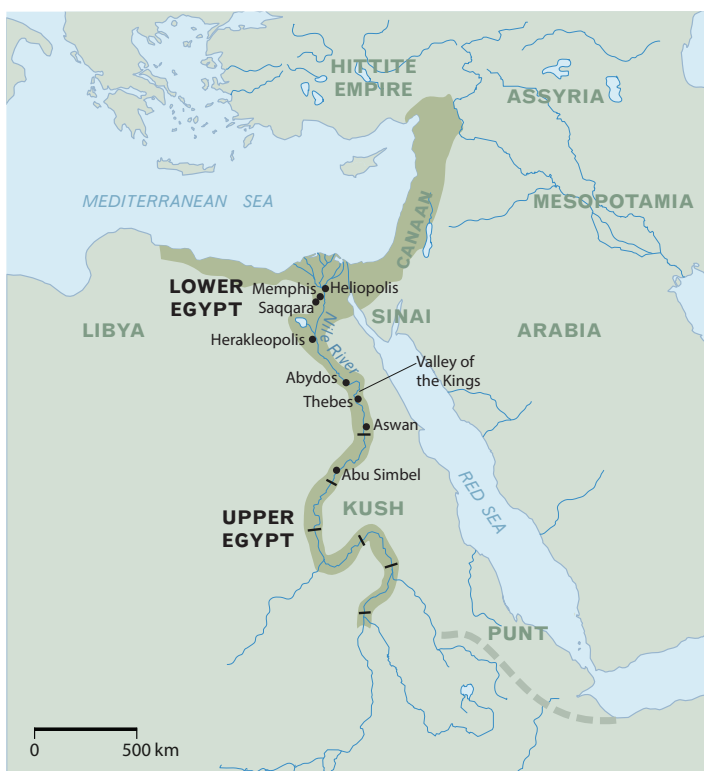 HITTITE
EMPIRE
ASSYRIA
MEDITERRANEAN SEA
MESOPOTAMIA
CANAAN
LOWER
EGYPT
Memphis
Heliopolis
Saqqara
SINAI
LIBYA
ARABIA
Herakleopolis
Nile River
Valley of
the Kings
Abydos
Thebes
Aswan
Abu Simbel
RED SEA
KUSH
UPPER
EGYPT
PUNT
0 500 km